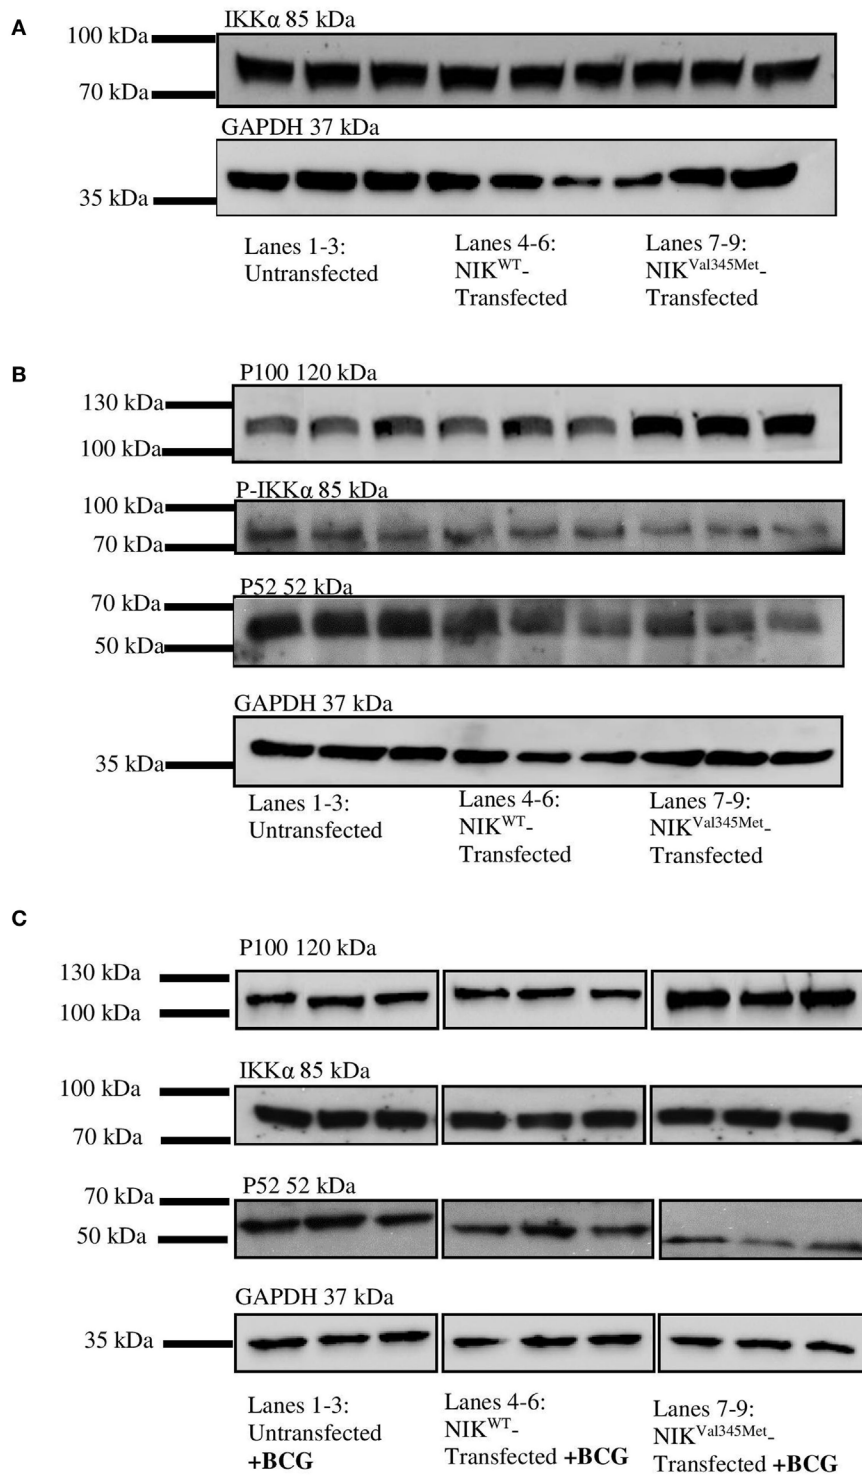 A
IKKα 85 kDa
100 kDa
70 kDa
GAPDH 37 kDa
35 kDa
Lanes 1-3:
Untransfected
Lanes 4-6:
NIKWT-
Transfected
Lanes 7-9:
NIKVal345Met-
Transfected
B
P100 120 kDa
130 kDa
100 kDa
P-IKKα 85 kDa
100 kDa
70 kDa
P52 52 kDa
70 kDa
50 kDa
GAPDH 37 kDa
35 kDa
Lanes 1-3:
Untransfected
Lanes 4-6:
NIKWT-
Transfected
Lanes 7-9:
NIKVal345Met-
Transfected
C
P100 120 kDa
130 kDa
100 kDa
IKKα 85 kDa
100 kDa
70 kDa
P52 52 kDa
70 kDa
50 kDa
GAPDH 37 kDa
35 kDa
Lanes 1-3:
Untransfected
+BCG
Lanes 4-6:
NIKWT-
Transfected +BCG
Lanes 7-9:
NIKVal345Met-
Transfected +BCG